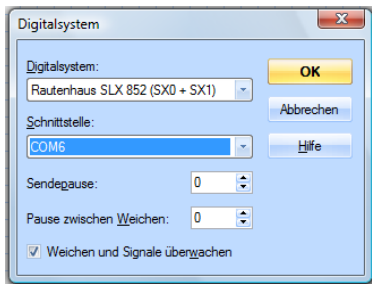 Digitalsystem
Digitalsystem:
OK
Rautenhaus SLX 852 (SX0 + SX1)
Abbrechen
Schnittstelle:
COM6
Hilfe
Sendepause:
0
Pause zwischen Weichen:
0
Weichen und Signale überwachen